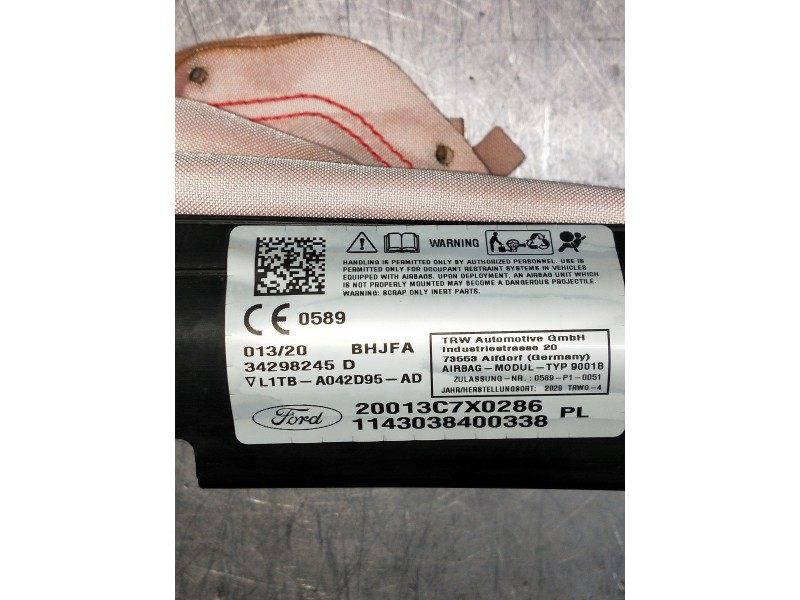 WARNING
HANDLING IS PERMITTED ONLY BY AUTHORIZED PERSONNEL. USE IS
PERMITTED ONLY FOR OCCUPANT RESTRAINT SYSTEMS IN VEHICLES
EQUIPPED WITH AIRBAGS. UPON DEPLOYMENT, AN AIRBAG UNIT WHICH
IS NOT PROPERLY MOUNTED MAY BECOME A DANGEROUS PROJECTILE.
WARNING: SCRAP ONLY INERT PARTS.
CE 0589
013/20 BHJFA
34298245 D
▽L1TB-A042D95-AD
TRW Automotive GmbH
Industriestrasse 20
73553 Alfdorf (Germany)
AIRBAG-MODUL-TYP 90018
ZULASSUNG-NR.: 0589-P1-0051
JAHR/HERSTELLUNGSORT: 2020 TRWO-4
Ford
20013C7X0286 PL
1143038400338